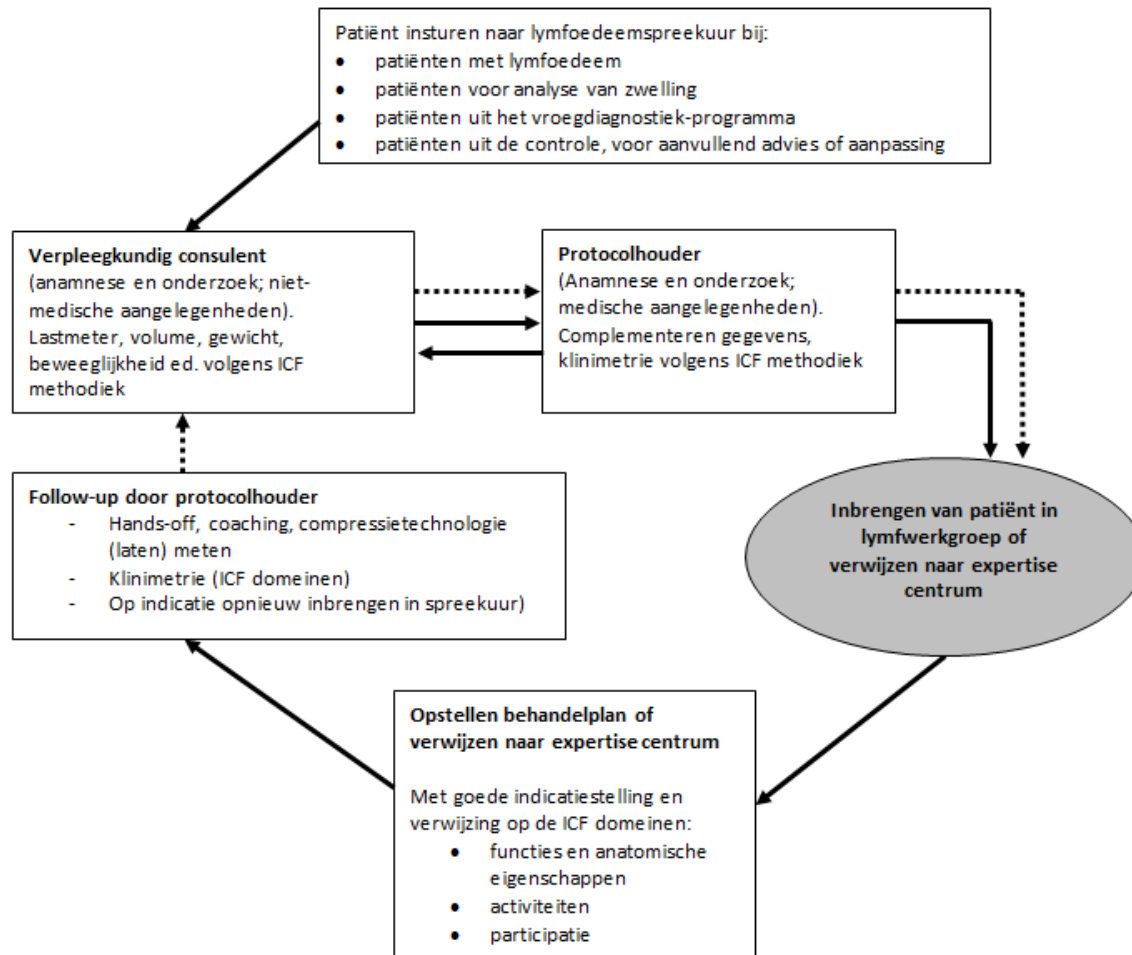 Patiënt insturen naar lymfoedeemspreekuur bij:
• patiënten met lymfoedeem
• patiënten voor analyse van zwelling
• patiënten uit het vroegdiagnostiek-programma
• patiënten uit de controle, voor aanvullend advies of aanpassing
Verpleegkundig consulent
(anamnese en onderzoek; niet-
medische aangelegenheden).
Lastmeter, volume, gewicht,
beweeglijkheid ed. volgens ICF
methodiek
Protocolhouder
(Anamnese en onderzoek;
medische aangelegenheden).
Complementeren gegevens,
klinimetrie volgens ICF methodiek
Follow-up door protocolhouder
- Hands-off, coaching, compressietechnologie
(laten) meten
- Klinimetrie (ICF domeinen)
- Op indicatie opnieuw inbrengen in spreekuur)
Inbrengen van patiënt in
lymfwerkgroep of
verwijzen naar expertise
centrum
Opstellen behandelplan of
verwijzen naar expertise centrum
Met goede indicatiestelling en
verwijzing op de ICF domeinen:
• functies en anatomische
eigenschappen
• activiteiten
• participatie